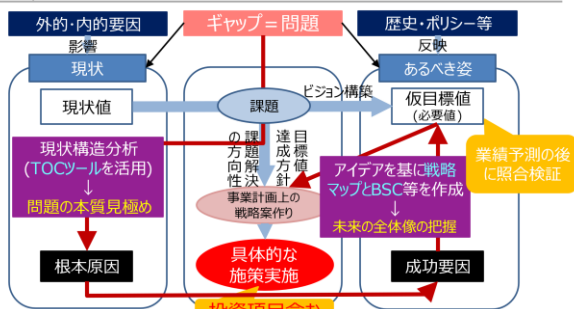 外的・内的要因
ギャップ＝問題
歴史・ポリシー等
影響
反映
現状
あるべき姿
現状値
課題
ビジョン構築
仮目標値
(必要値)
業績予測の後
に照合検証
現状構造分析
(TOCツールを活用)
↓
問題の本質見極め
課題解決
の方向性
目標値
達成方針
アイデアを基に戦略
マップとBSC等を作成
↓
未来の全体像の把握
事業計画上の
戦略案作り
根本原因
具体的な
施策実施
成功要因
投資項目含む